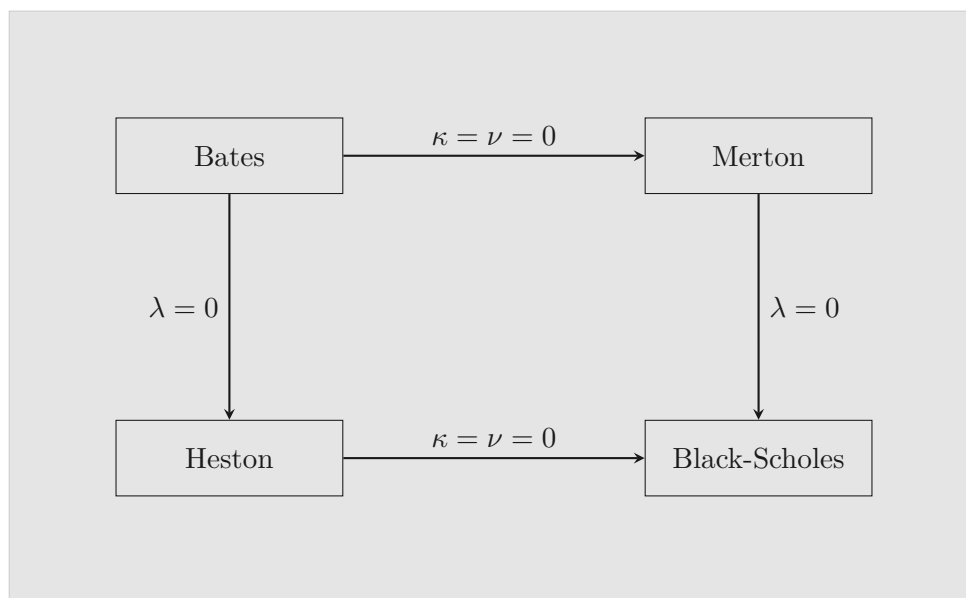 Bates
κ = ν = 0
Merton
λ = 0
λ = 0
Heston
κ = ν = 0
Black-Scholes